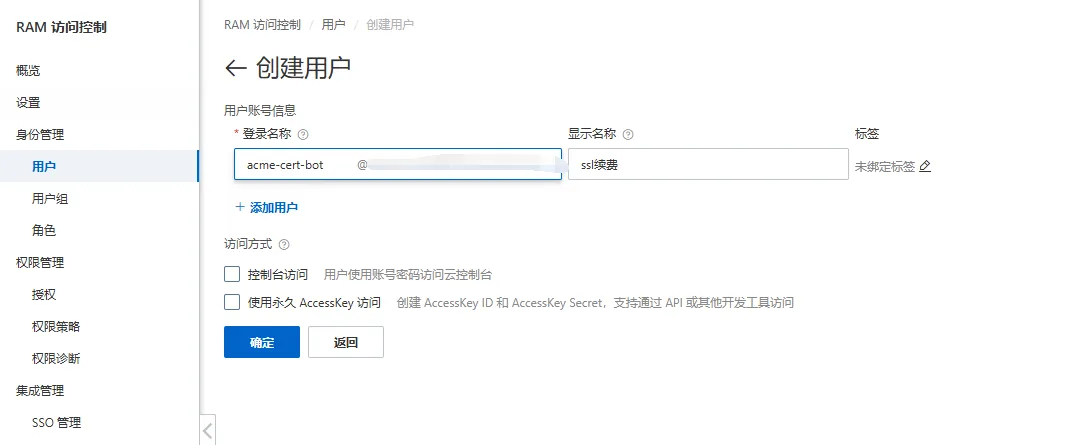 RAM 访问控制
概览
设置
身份管理
用户
用户组
角色
权限管理
授权
权限策略
权限诊断
集成管理
SSO 管理
RAM 访问控制 / 用户 / 创建用户
← 创建用户
用户账号信息
* 登录名称 显示名称 标签
acme-cert-bot @ ssl续费 未绑定标签
+ 添加用户
访问方式
控制台访问 用户使用账号密码访问云控制台
使用永久 AccessKey 访问 创建 AccessKey ID 和 AccessKey Secret，支持通过 API 或其他开发工具访问
确定 返回